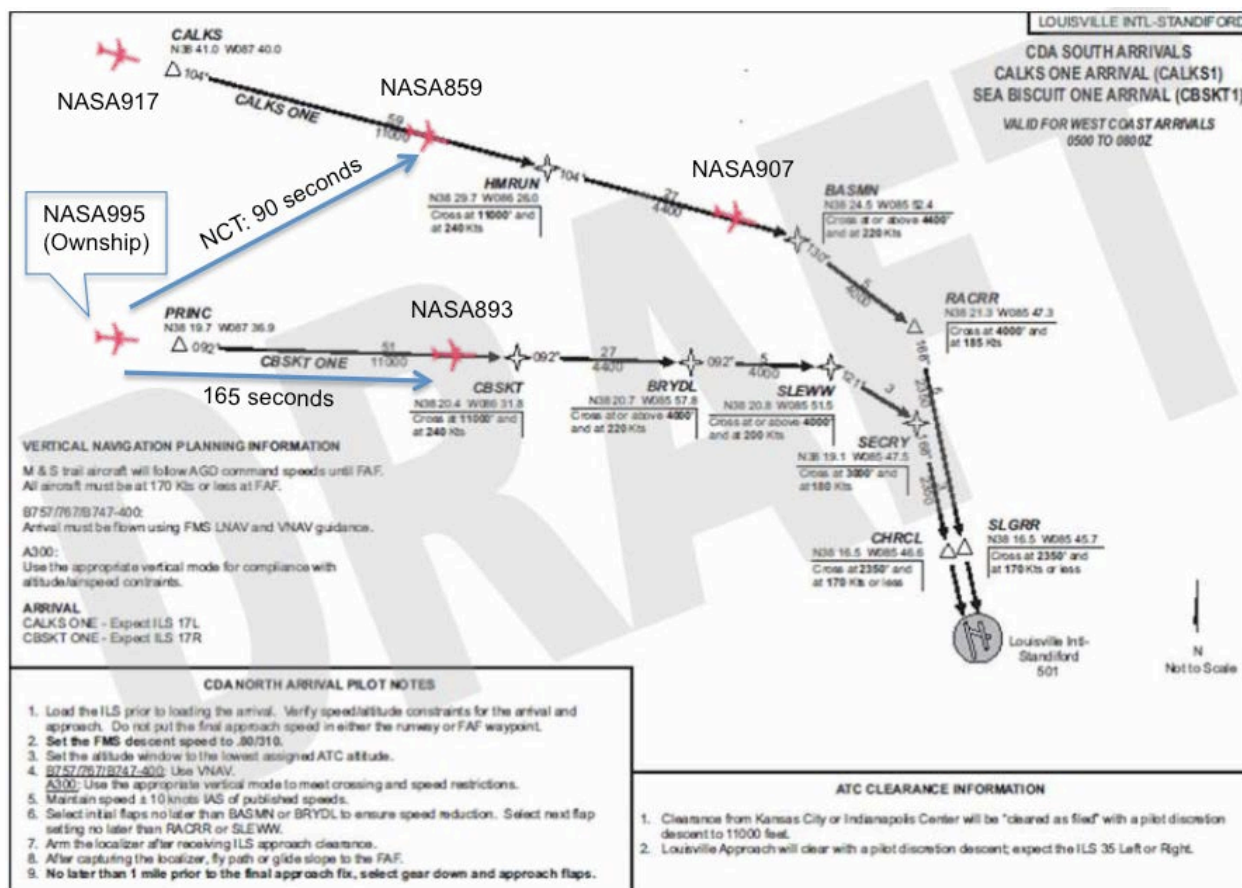 LOUISVILLE INTL-STANDIFORD
CDA SOUTH ARRIVALS
CALKS ONE ARRIVAL (CALKS1)
SEA BISCUIT ONE ARRIVAL (CBSKT1)
VALID FOR WEST COAST ARRIVALS
0500 TO 0800Z
CALKS
N38 41.0 W087 40.0
104°
NASA917
CALKS ONE
NASA859
59
11000
HMRUN
N38 29.7 W086 26.0
Cross at 11000' and
at 240 Kts
104°
27
4400
NASA907
BASMN
N38 24.5 W085 52.4
Cross at or above 4400'
and at 220 Kts
130°
4200
RACRR
N38 21.3 W085 47.3
Cross at 4000' and
at 185 Kts
NASA995
(Ownship)
NCT: 90 seconds
PRINC
N38 19.7 W087 36.9
092°
CBSKT ONE
51
11000
165 seconds
NASA893
CBSKT
N38 20.4 W086 31.8
Cross at 11000' and
at 240 Kts
092°
27
4400
BRYDL
N38 20.7 W085 57.8
Cross at or above 4000'
and at 220 Kts
092°
5
4000
SLEWW
N38 20.8 W085 51.5
Cross at or above 4000'
and at 200 Kts
121°
3
SECRY
N38 19.1 W085 47.5
Cross at 3000' and
at 180 Kts
168°
2350
168°
2350
CHRCL
N38 16.5 W085 46.6
Cross at 2350' and
at 170 Kts or less
SLGRR
N38 16.5 W085 45.7
Cross at 2350' and
at 170 Kts or less
Louisville Intl-
Standiford
501
N
Not to Scale
VERTICAL NAVIGATION PLANNING INFORMATION
M & S trail aircraft will follow AGD command speeds until FAF.
All aircraft must be at 170 Kts or less at FAF.
B757/767/B747-400:
Arrival must be flown using FMS LNAV and VNAV guidance.
A300:
Use the appropriate vertical mode for compliance with
altitude/airspeed contraints.
ARRIVAL
CALKS ONE - Expect ILS 17L
CBSKT ONE - Expect ILS 17R
CDA NORTH ARRIVAL PILOT NOTES
1. Load the ILS prior to loading the arrival. Verify speed/altitude constraints for the arrival and
approach. Do not put the final approach speed in either the runway or FAF waypoint.
2. Set the FMS descent speed to .80/310.
3. Set the altitude window to the lowest assigned ATC altitude.
4. B757/767/B747-400: Use VNAV.
A300: Use the appropriate vertical mode to meet crossing and speed restrictions.
5. Maintain speed ± 10 knots IAS of published speeds.
6. Select initial flaps no later than BASMN or BRYDL to ensure speed reduction. Select next flap
setting no later than RACRR or SLEWW.
7. Arm the localizer after receiving ILS approach clearance.
8. After capturing the localizer, fly path or glide slope to the FAF.
9. No later than 1 mile prior to the final approach fix, select gear down and approach flaps.
ATC CLEARANCE INFORMATION
1. Clearance from Kansas City or Indianapolis Center will be "cleared as filed" with a pilot discretion
descent to 11000 feet.
2. Louisville Approach will clear with a pilot discretion descent; expect the ILS 35 Left or Right.
DRAFT